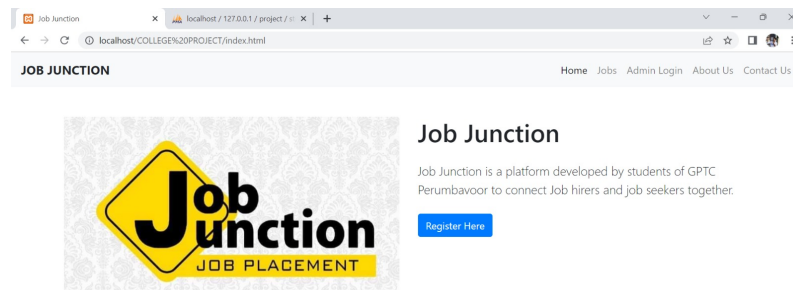 Job Junction
localhost / 127.0.0.1 / project / st
localhost/COLLEGE%20PROJECT/index.html
JOB JUNCTION
Home Jobs Admin Login About Us Contact Us
Job Junction
JOB PLACEMENT
Job Junction
Job Junction is a platform developed by students of GPTC
Perumbavoor to connect Job hirers and job seekers together.
Register Here